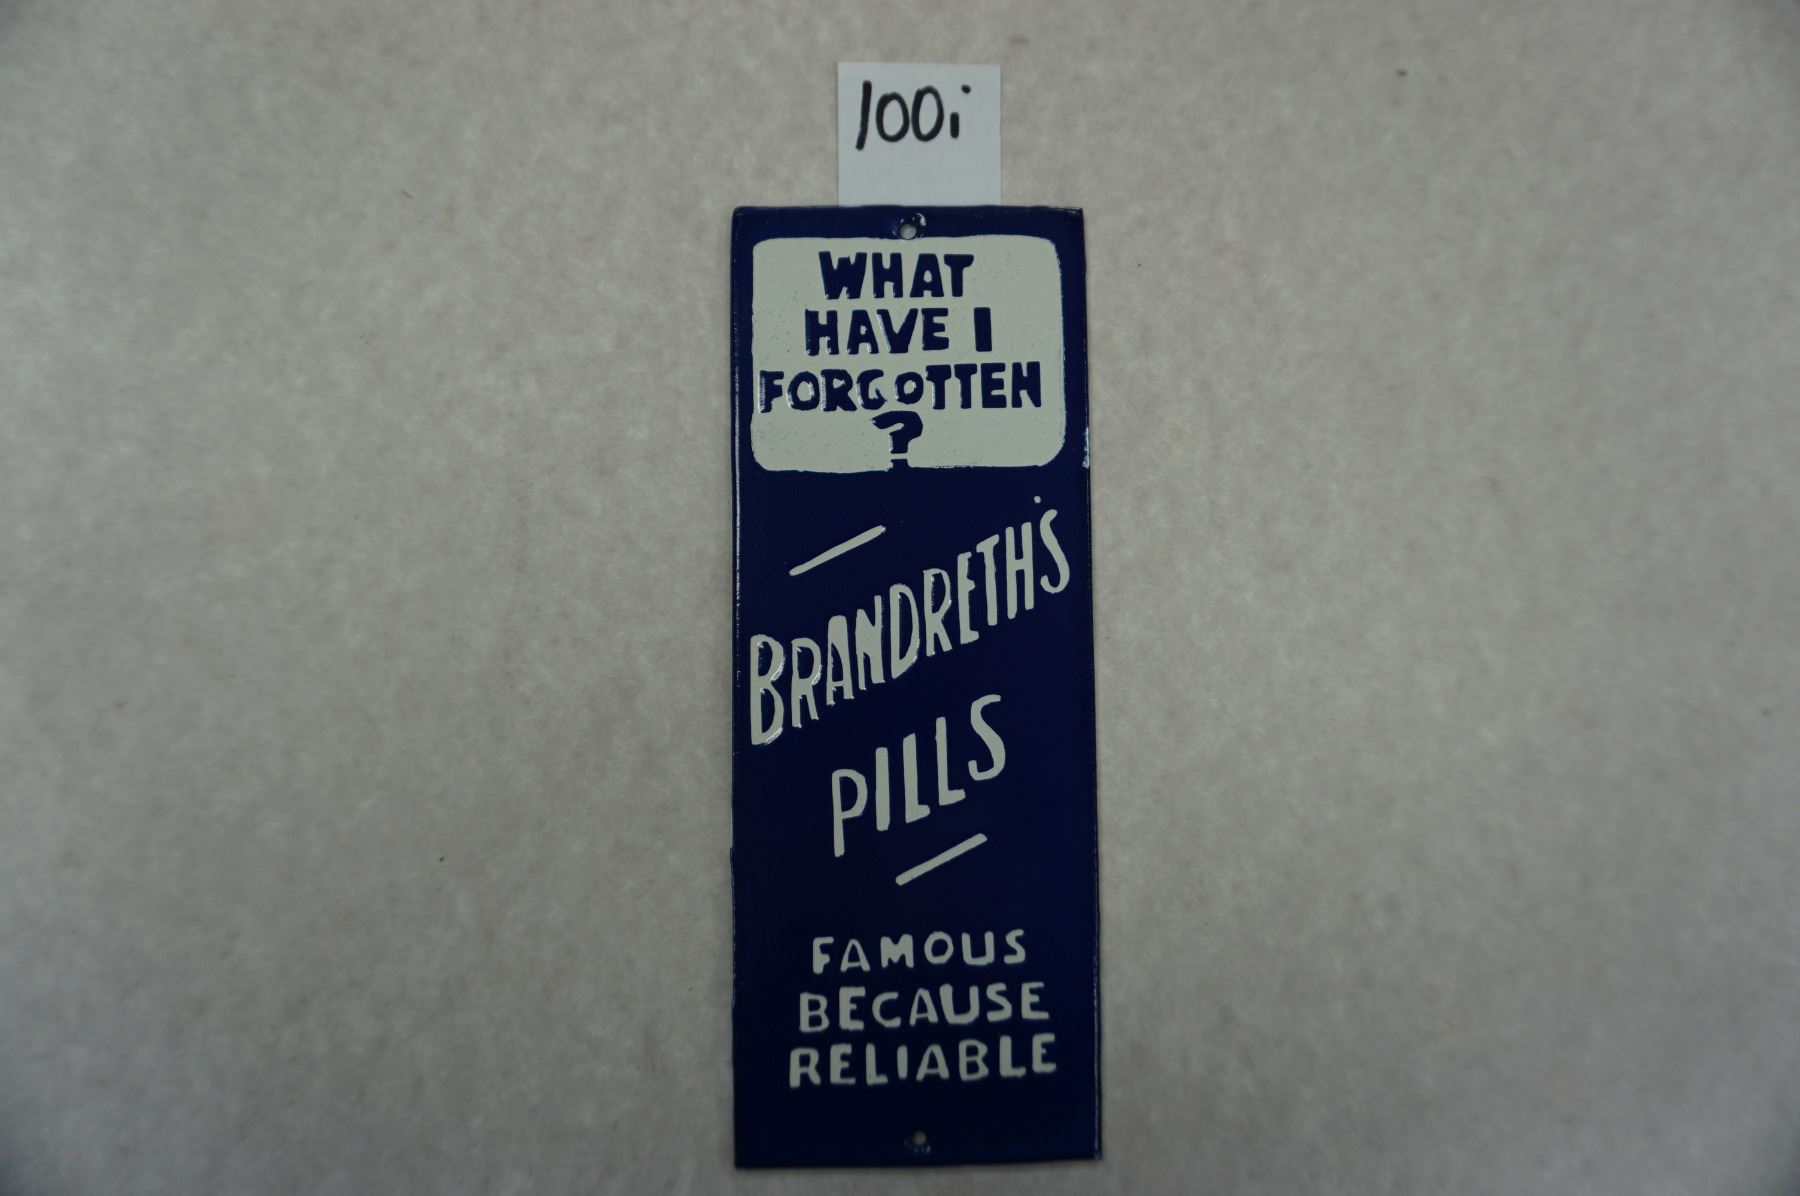 100i
WHAT
HAVE I
FORGOTTEN
?
BRANDRETH'S
PILLS
FAMOUS
BECAUSE
RELIABLE